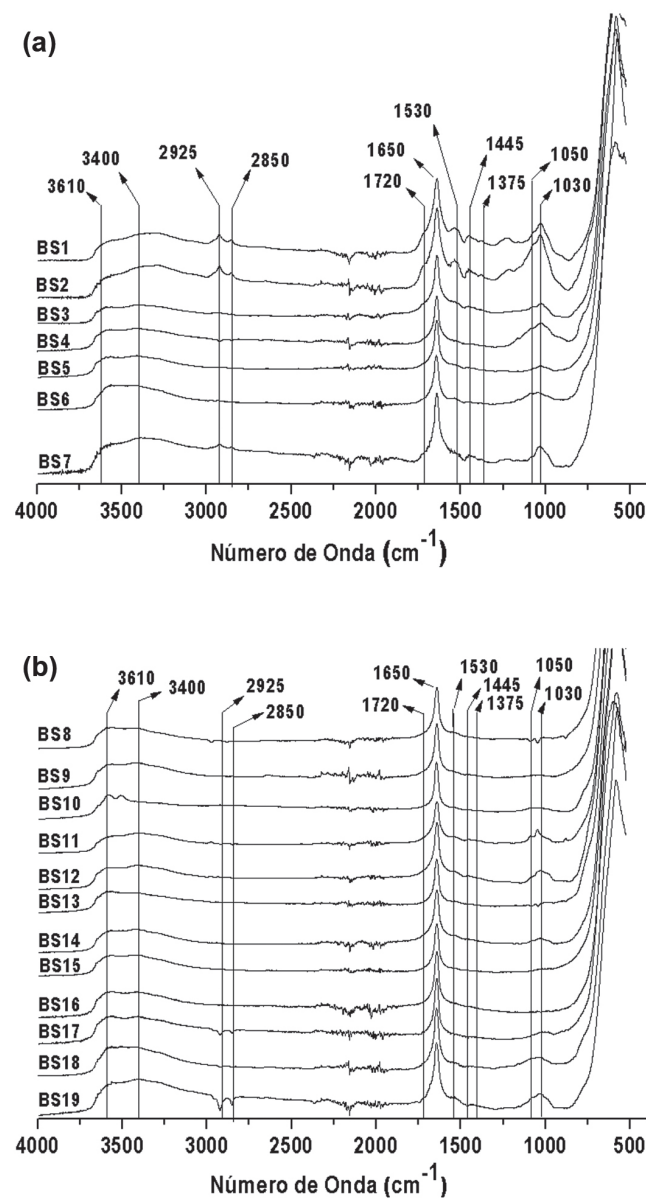 (a)
1530
1445
1050
2925
1650
3400
2850
1375
1030
3610
1720
BS1
BS2
BS3
BS4
BS5
BS6
BS7
4000 3500 3000 2500 2000 1500 1000 500
Número de Onda (cm-1)
(b)
3610
2925
1650
1530
1050
3400
1445
2850
1720
1375
1030
BS8
BS9
BS10
BS11
BS12
BS13
BS14
BS15
BS16
BS17
BS18
BS19
4000 3500 3000 2500 2000 1500 1000 500
Número de Onda (cm-1)